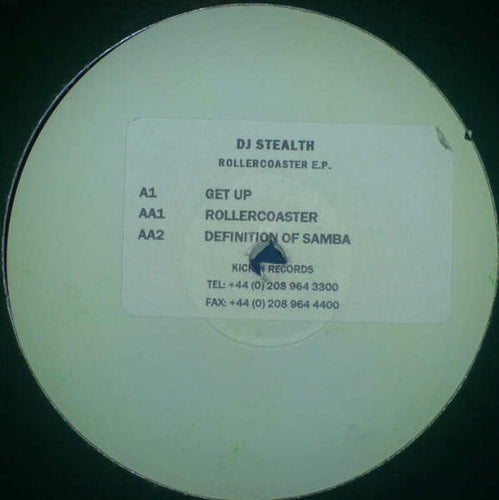 DJ STEALTH
ROLLERCOASTER E.P.
A1 GET UP
AA1 ROLLERCOASTER
AA2 DEFINITION OF SAMBA
RECORDS
TEL: +44 (0) 208 964 3300
FAX: +44 (0) 208 964 4400